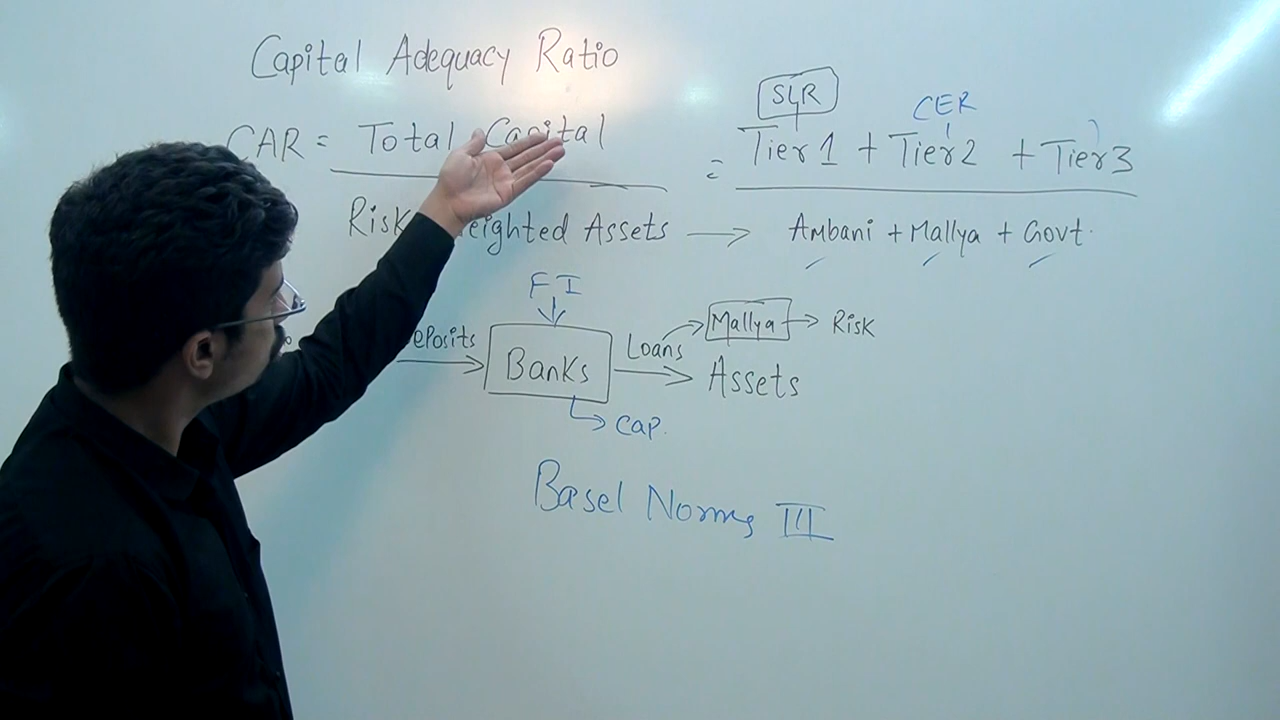 Capital Adequacy Ratio
CAR = Total Capital
Risk eighted Assets
SLR
CER
= Tier 1 + Tier 2 + Tier 3
Ambani + Mallya + Govt.
FI
eposits
Banks
Loans
Mallya
Risk
Assets
Cap.
Basel Norms III